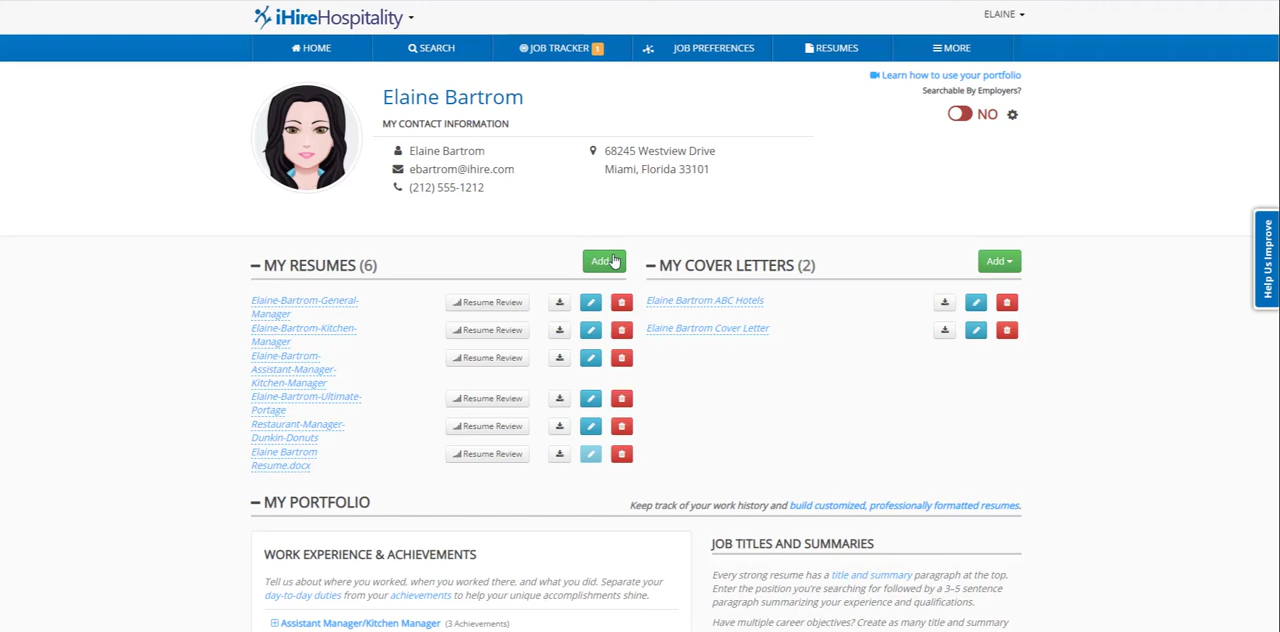 iHireHospitality
ELAINE
HOME
SEARCH
JOB TRACKER 1
JOB PREFERENCES
RESUMES
MORE
Learn how to use your portfolio
Searchable By Employers?
NO
Elaine Bartrom
MY CONTACT INFORMATION
Elaine Bartrom
68245 Westview Drive
ebartrom@ihire.com
Miami, Florida 33101
(212) 555-1212
Help Us Improve
MY RESUMES (6)
Add
Elaine-Bartrom-General-
Manager
Resume Review
Elaine-Bartrom-Kitchen-
Manager
Resume Review
Elaine-Bartrom-
Assistant-Manager-
Kitchen-Manager
Resume Review
Elaine-Bartrom-Ultimate-
Portage
Resume Review
Restaurant-Manager-
Dunkin-Donuts
Resume Review
Elaine Bartrom
Resume.docx
Resume Review
MY COVER LETTERS (2)
Add
Elaine Bartrom ABC Hotels
Elaine Bartrom Cover Letter
MY PORTFOLIO
Keep track of your work history and build customized, professionally formatted resumes.
WORK EXPERIENCE & ACHIEVEMENTS
Tell us about where you worked, when you worked there, and what you did. Separate your
day-to-day duties from your achievements to help your unique accomplishments shine.
Assistant Manager/Kitchen Manager (3 Achievements)
JOB TITLES AND SUMMARIES
Every strong resume has a title and summary paragraph at the top.
Enter the position you're searching for followed by a 3–5 sentence
paragraph summarizing your experience and qualifications.
Have multiple career objectives? Create as many title and summary